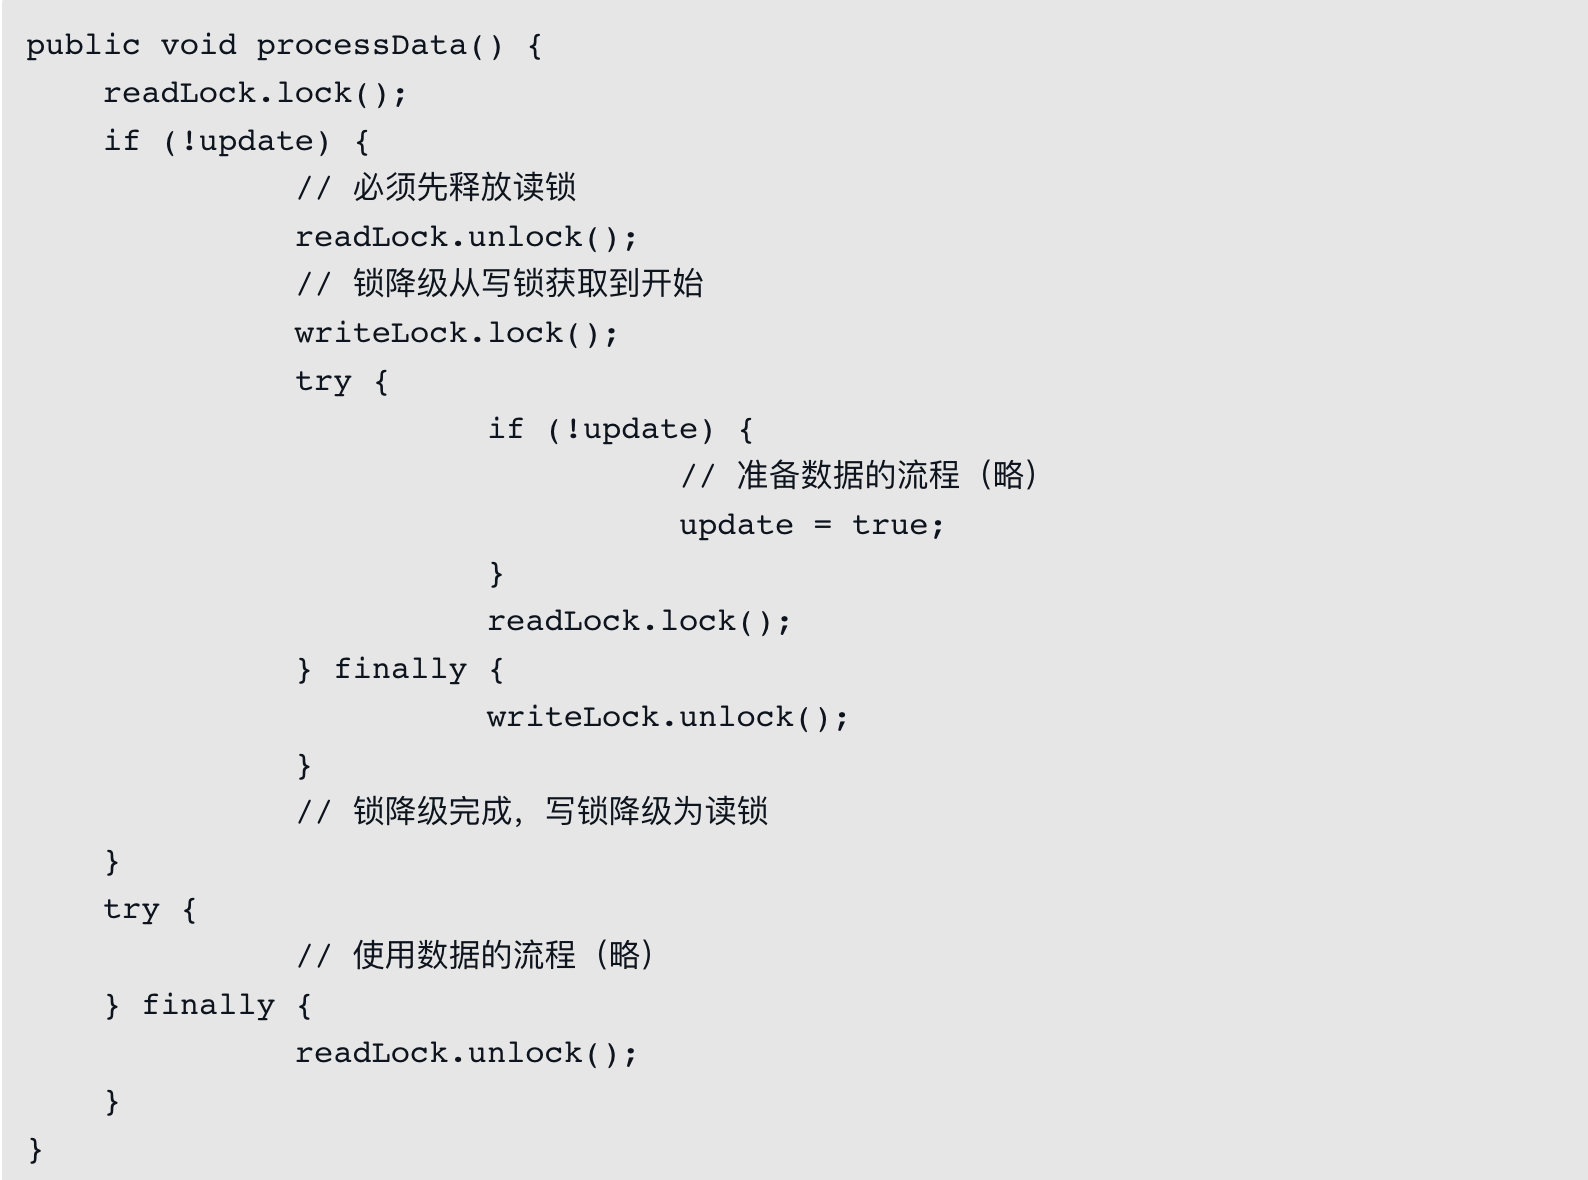 public void processData() {
    readLock.lock();
    if (!update) {
              // 必须先释放读锁
              readLock.unlock();
              // 锁降级从写锁获取到开始
              writeLock.lock();
              try {
                        if (!update) {
                                  // 准备数据的流程（略）
                                  update = true;
                        }
                        readLock.lock();
              } finally {
                        writeLock.unlock();
              }
              // 锁降级完成，写锁降级为读锁
    }
    try {
              // 使用数据的流程（略）
    } finally {
              readLock.unlock();
    }
}